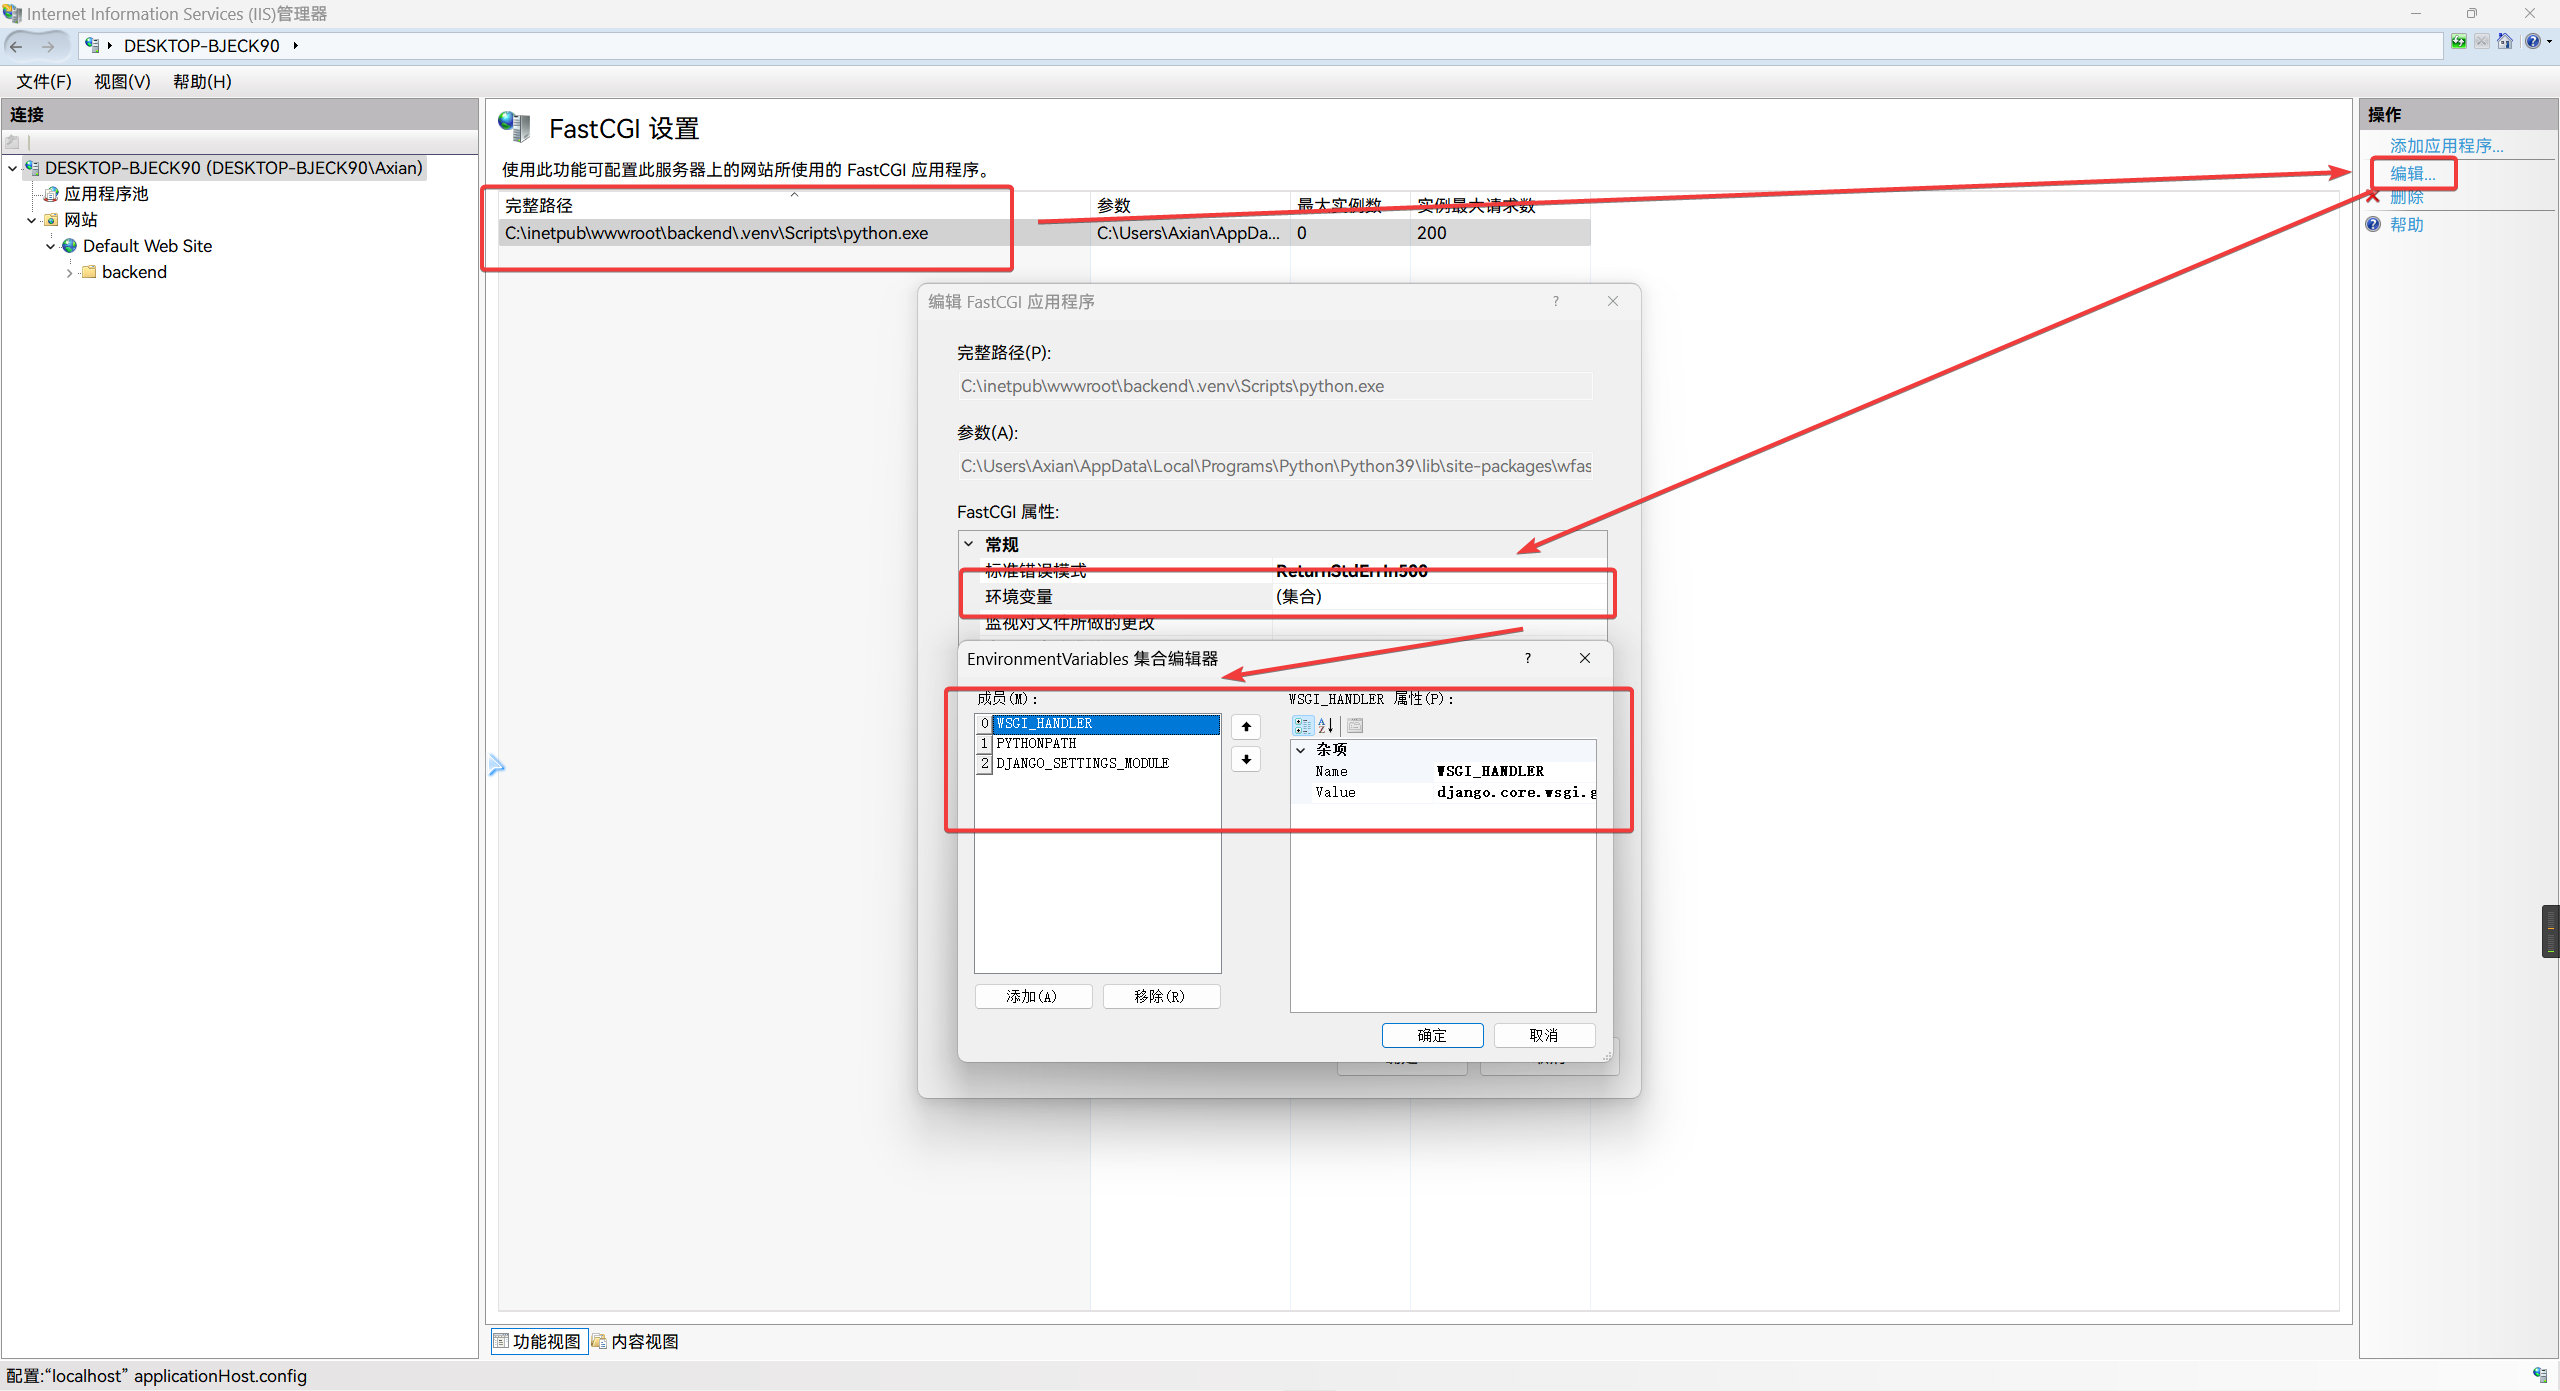 Internet Information Services (IIS)管理器
DESKTOP-BJECK90
文件(F) 视图(V) 帮助(H)
连接
DESKTOP-BJECK90 (DESKTOP-BJECK90\Axian)
应用程序池
网站
Default Web Site
backend
FastCGI 设置
使用此功能可配置此服务器上的网站所使用的 FastCGI 应用程序。
完整路径 参数 最大实例数 实例最大请求数
C:\inetpub\wwwroot\backend\.venv\Scripts\python.exe C:\Users\Axian\AppDa... 0 200
编辑 FastCGI 应用程序 ?
完整路径(P):
C:\inetpub\wwwroot\backend\.venv\Scripts\python.exe
参数(A):
C:\Users\Axian\AppData\Local\Programs\Python\Python39\lib\site-packages\wfas
FastCGI 属性:
常规
标准错误模式 ReturnStdErrIn500
环境变量 (集合)
监视对文件所做的更改
EnvironmentVariables 集合编辑器 ?
成员(M):
0 WSGI_HANDLER
1 PYTHONPATH
2 DJANGO_SETTINGS_MODULE
添加(A) 移除(R)
WSGI_HANDLER 属性(P):
杂项
Name WSGI_HANDLER
Value django.core.wsgi.g
确定 取消
操作
添加应用程序...
编辑...
删除
帮助
功能视图 内容视图
配置:“localhost” applicationHost.config